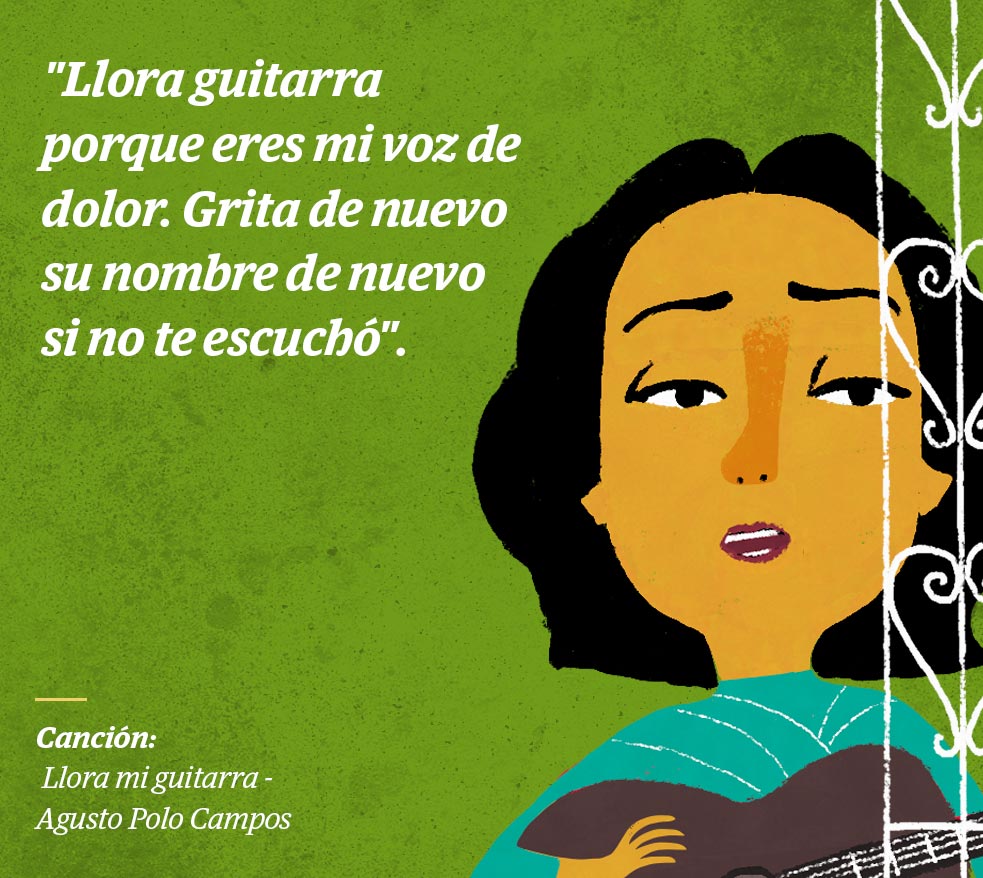 "Llora guitarra
porque eres mi voz de
dolor. Grita de nuevo
su nombre de nuevo
si no te escuchó".
Canción:
Llora mi guitarra -
Agusto Polo Campos